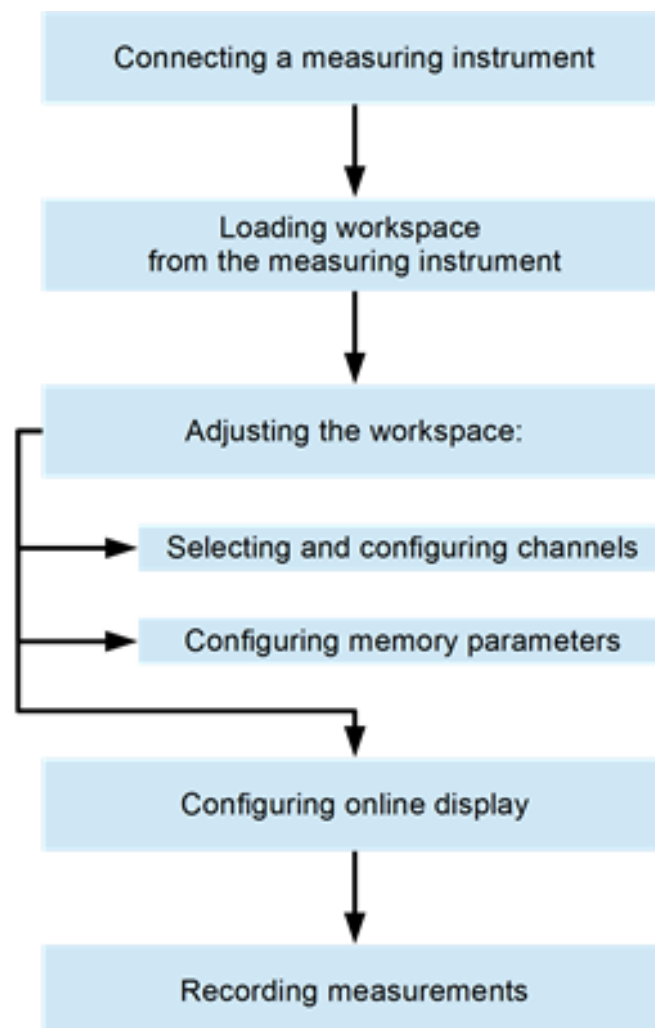 Connecting a measuring instrument
Loading workspace
from the measuring instrument
Adjusting the workspace:
Selecting and configuring channels
Configuring memory parameters
Configuring online display
Recording measurements